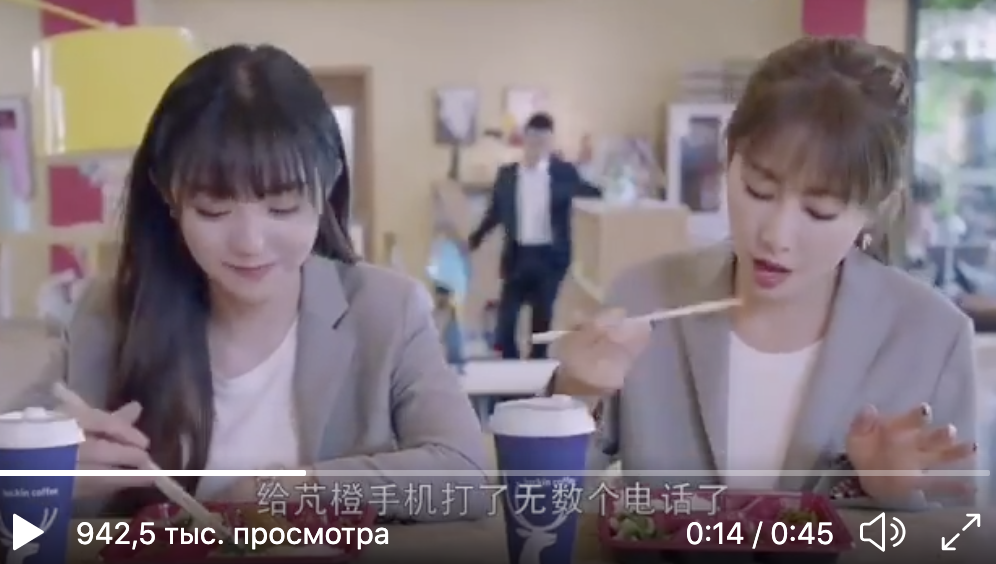 luckin coffee
给芃橙手机打了无数个电话了
942,5 тыс. просмотра
0:14 / 0:45